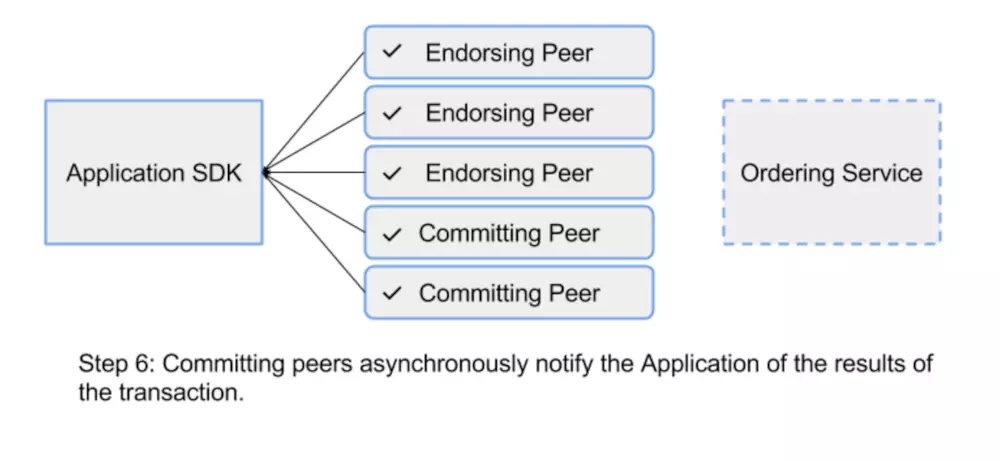 Endorsing Peer
Endorsing Peer
Application SDK
Endorsing Peer
Ordering Service
Committing Peer
Committing Peer
Step 6: Committing peers asynchronously notify the Application of the results of
the transaction.